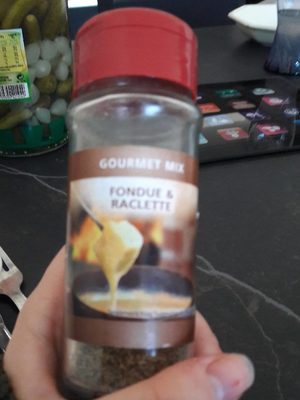 GOURMET MIX
FONDUE &
RACLETTE